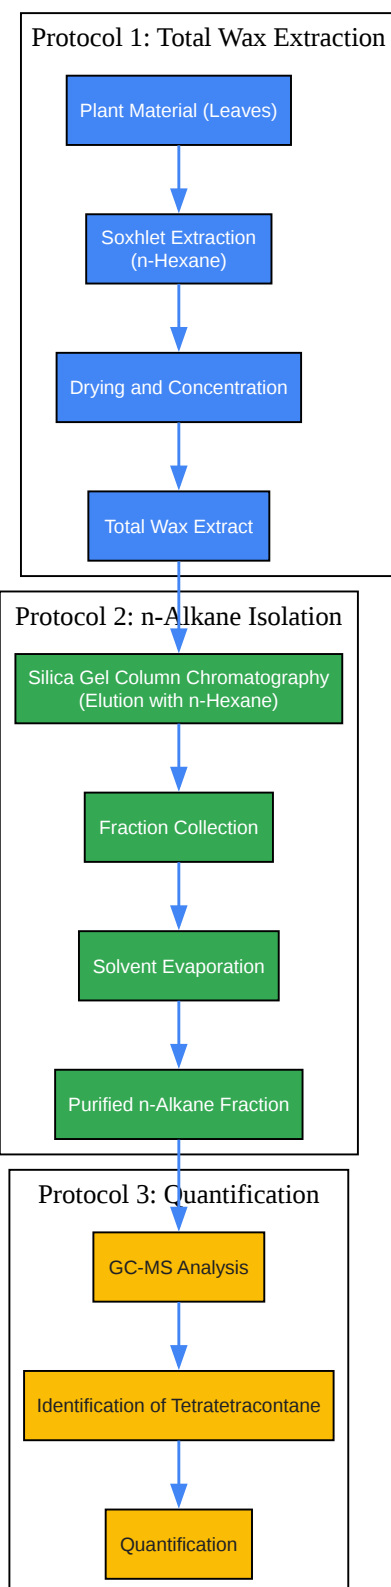 Protocol 1: Total Wax Extraction
Plant Material (Leaves)
Soxhlet Extraction
(n-Hexane)
Drying and Concentration
Total Wax Extract
Protocol 2: n-Alkane Isolation
Silica Gel Column Chromatography
(Elution with n-Hexane)
Fraction Collection
Solvent Evaporation
Purified n-Alkane Fraction
Protocol 3: Quantification
GC-MS Analysis
Identification of Tetratetracontane
Quantification